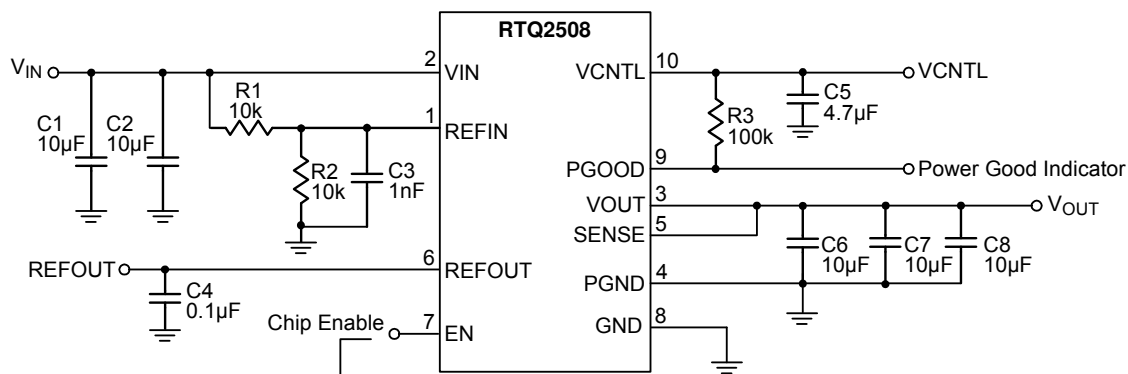 RTQ2508
V_IN
2
VIN
VCNTL
10
VCNTL
R1
10k
C1
10µF
C2
10µF
1
REFIN
R2
10k
C3
1nF
R3
100k
C5
4.7µF
PGOOD
9
Power Good Indicator
VOUT
3
V_OUT
SENSE
5
C6
10µF
C7
10µF
C8
10µF
REFOUT
6
REFOUT
PGND
4
C4
0.1µF
Chip Enable
7
EN
GND
8